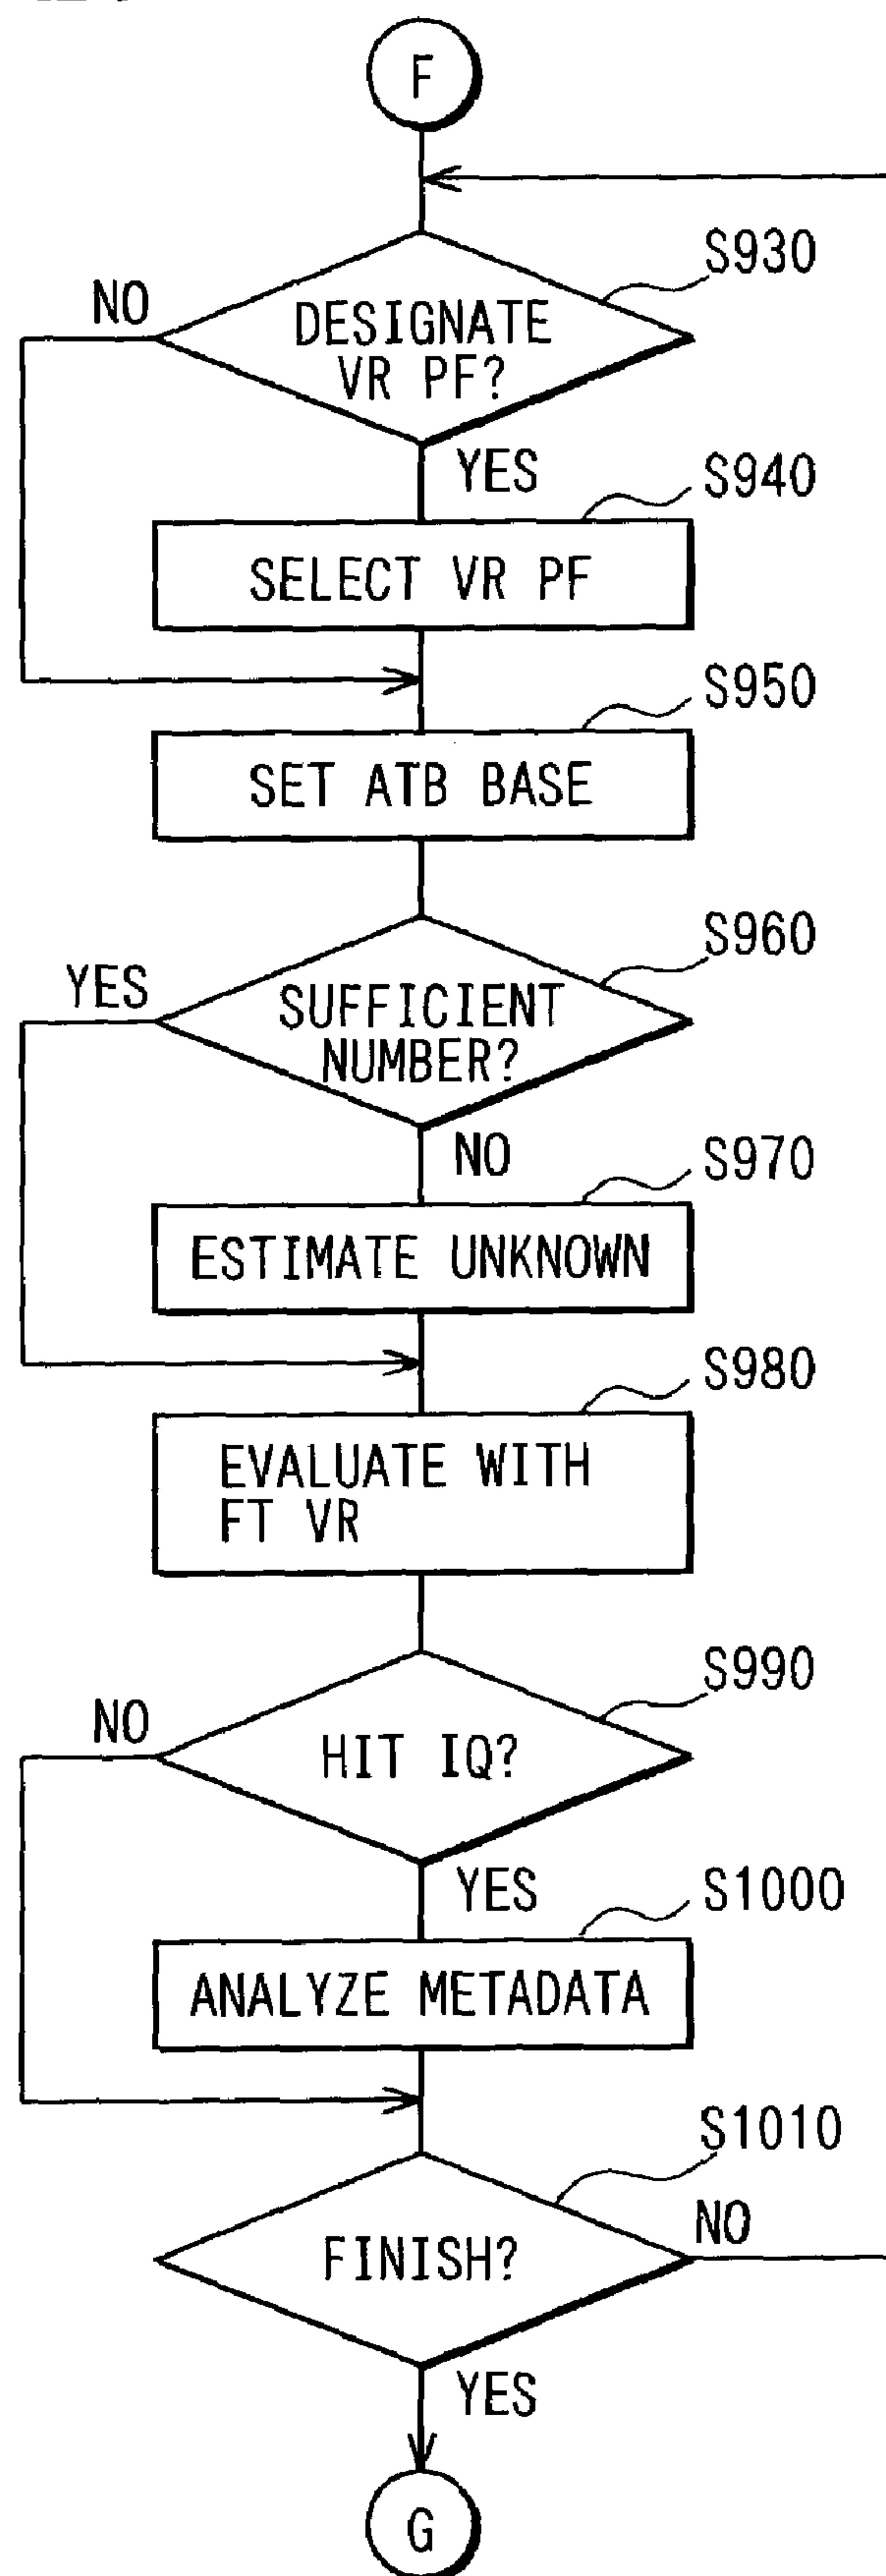 F
S930
NO
DESIGNATE
VR PF?
YES
S940
SELECT VR PF
S950
SET ATB BASE
S960
YES
SUFFICIENT
NUMBER?
NO
S970
ESTIMATE UNKNOWN
S980
EVALUATE WITH
FT VR
S990
NO
HIT IQ?
YES
S1000
ANALYZE METADATA
S1010
FINISH?
NO
YES
G